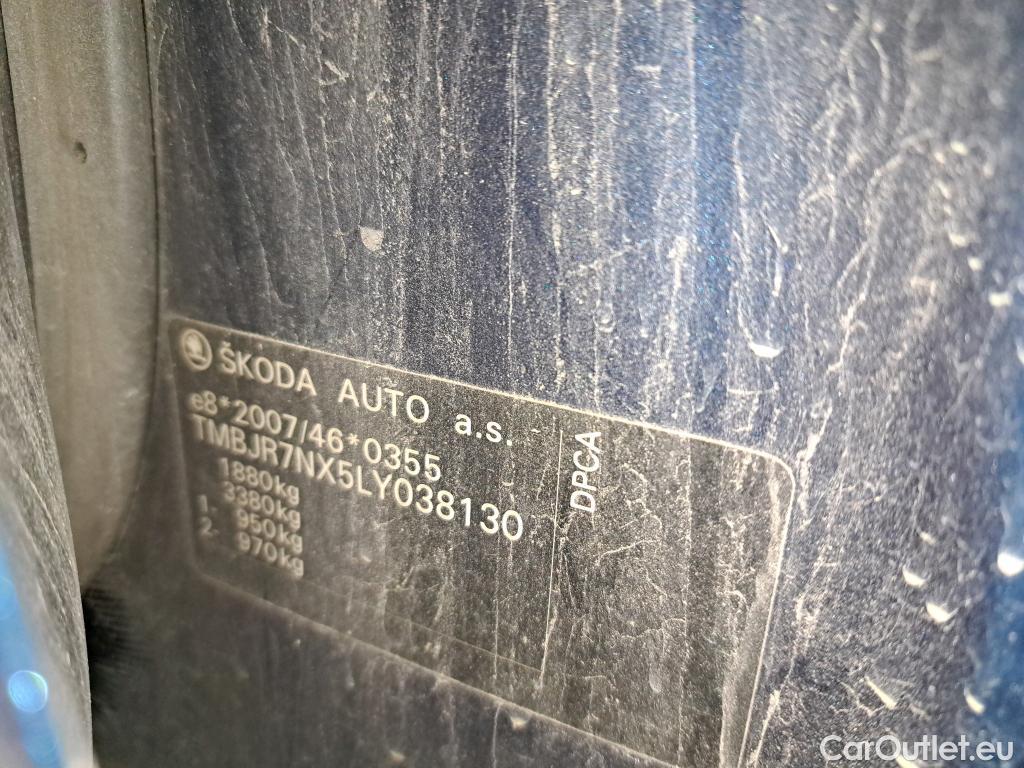 ŠKODA AUTO a.s.
e8*2007/46*0355
TMBJR7NX5LY038130
1880kg
3380kg
1. 950kg
2. 970kg
DPCA
CarOutlet.eu